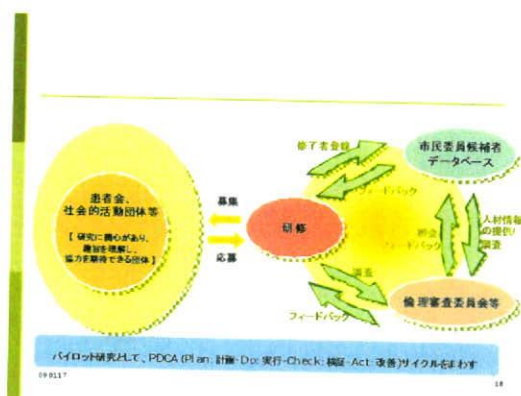 患者会、
社会的活動団体等
【 研究に関心があり、
趣旨を理解し、
協力を期待できる団体 】
募集
応募
研修
修了者登録
フィードバック
市民委員候補者
データベース
人材情報
の提供/
調査
照会
フィードバック
調査
フィードバック
倫理審査委員会等
パイロット研究として、PDCA (Plan: 計画-Do: 実行-Check: 検証-Act: 改善)サイクルをまわす
090117
18